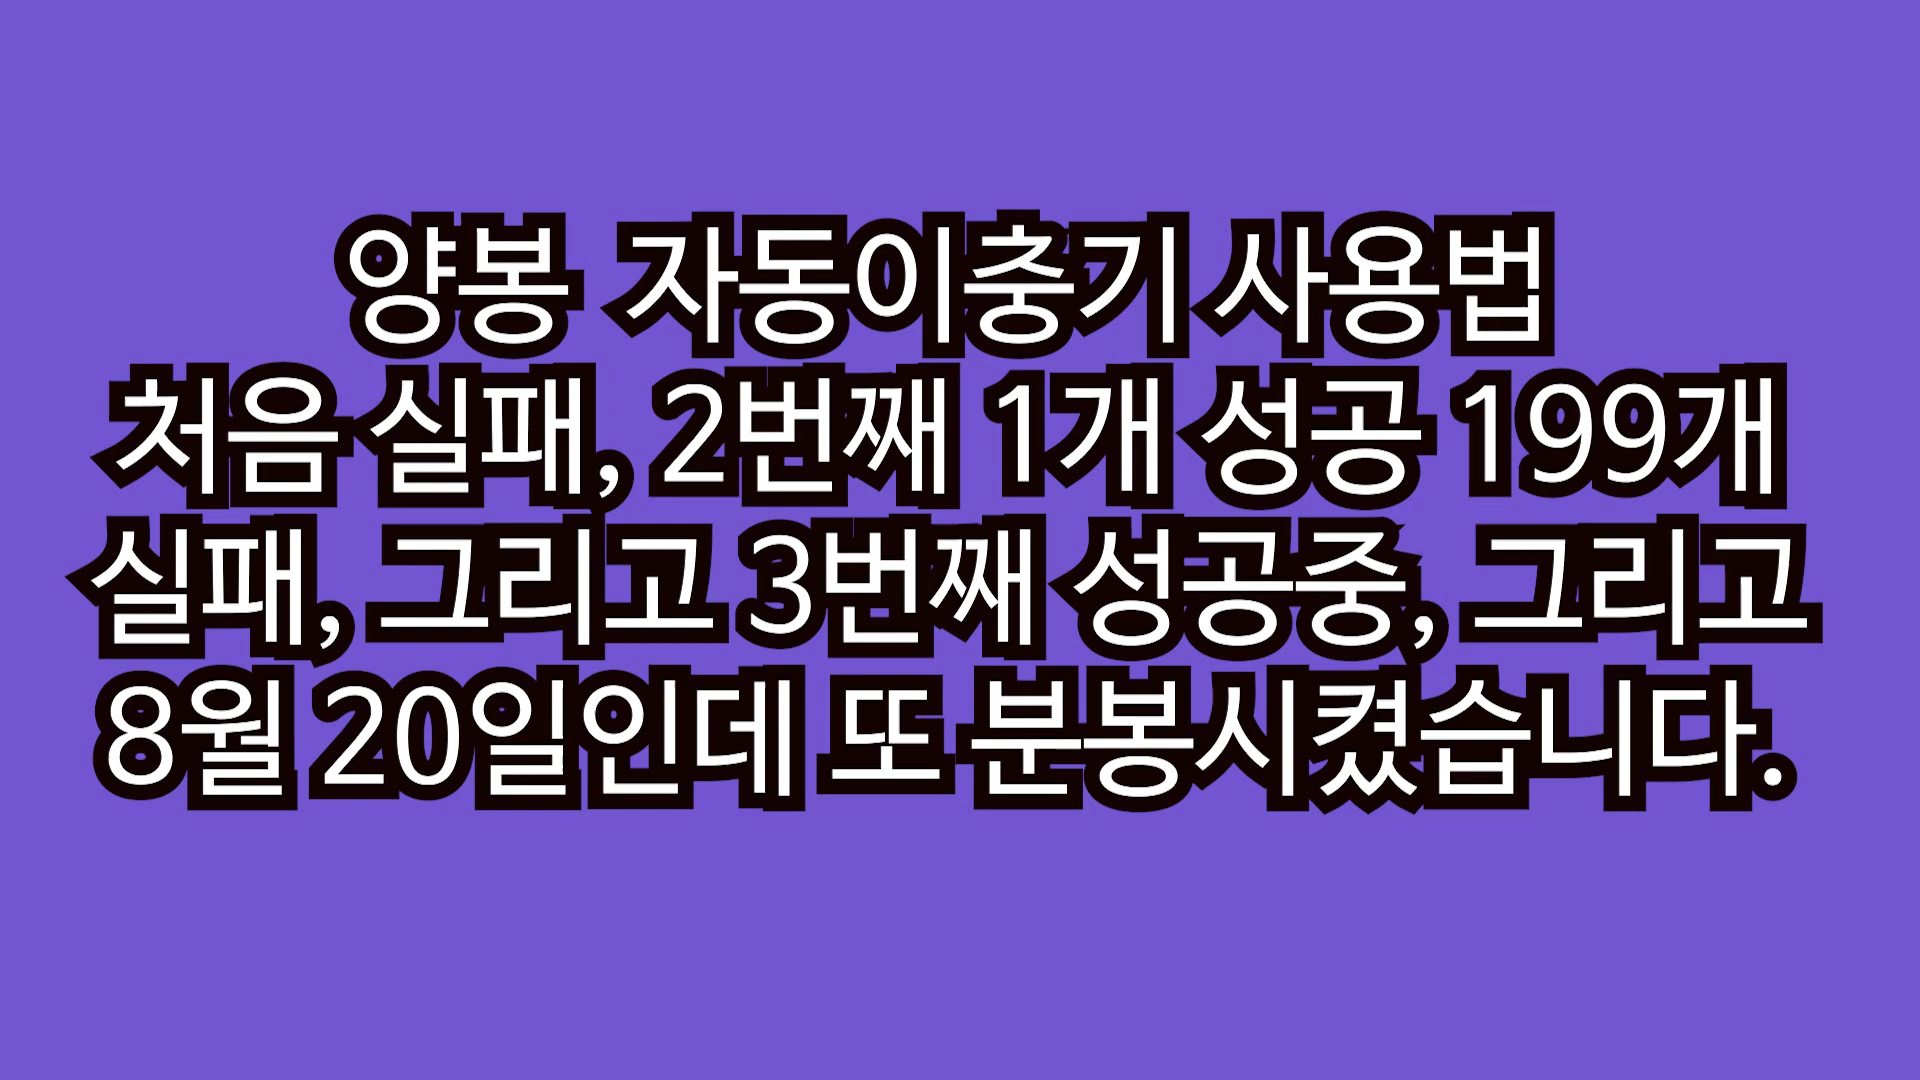 양봉 자동이충기 사용법
처음 실패, 2번째 1개 성공 199개
실패, 그리고 3번째 성공중, 그리고
8월 20일인데 또 분봉시켰습니다.